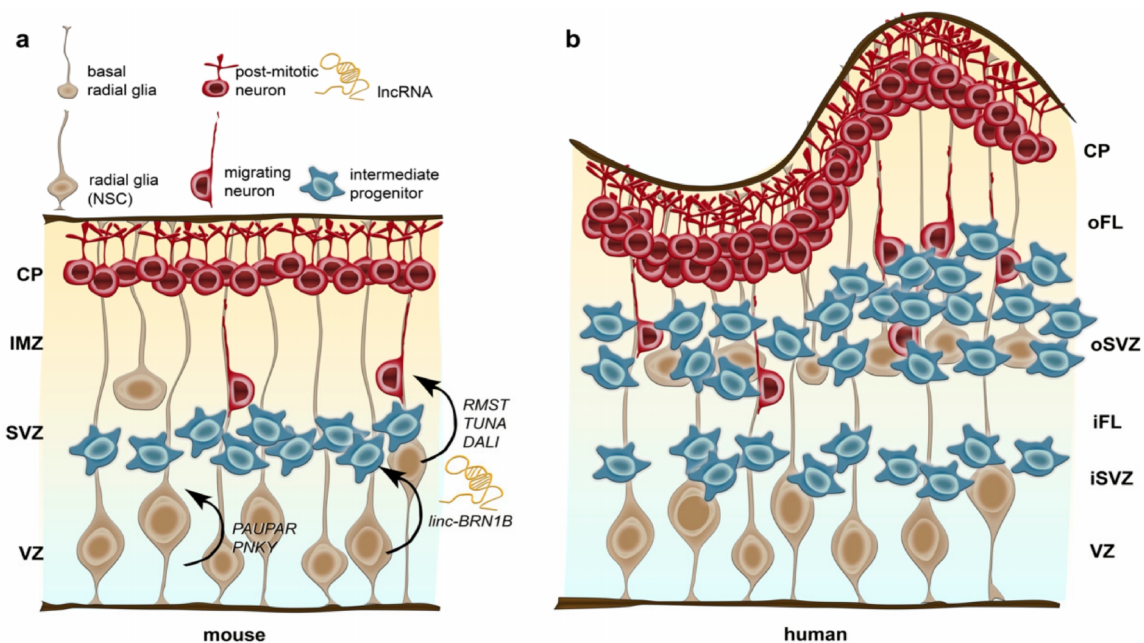 a
basal
radial glia
post-mitotic
neuron
lncRNA
radial glia
(NSC)
migrating
neuron
intermediate
progenitor
CP
IMZ
SVZ
VZ
RMST
TUNA
DALI
linc-BRN1B
PAUPAR
PNKY
mouse
b
CP
oFL
oSVZ
iFL
iSVZ
VZ
human